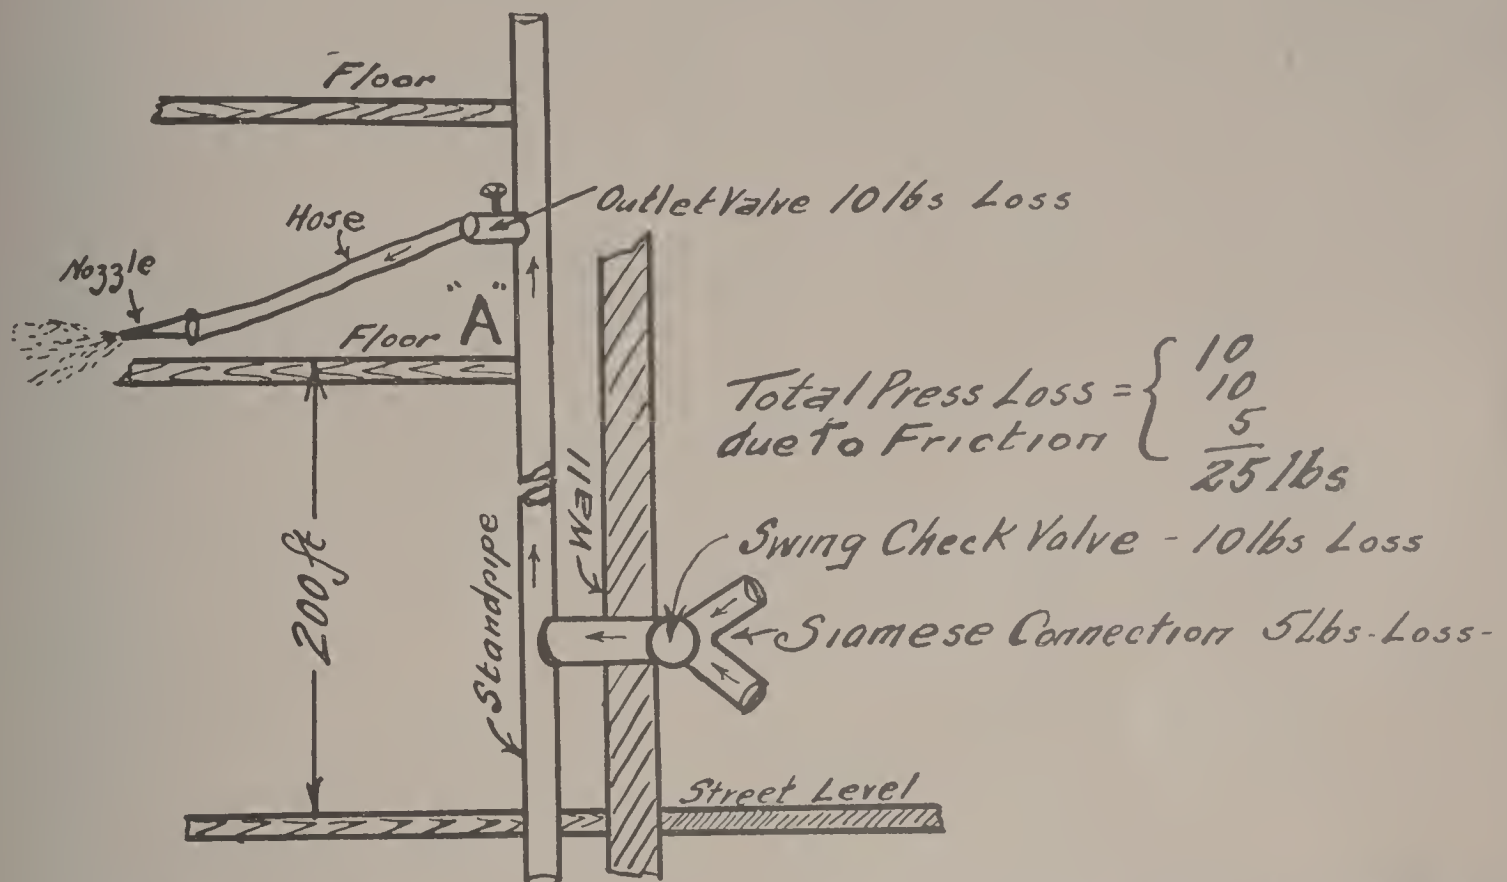 Floor
Outlet Valve 10 lbs Loss
Hose
Nozzle
"A"
Floor
Total Press Loss = { 10
10
due To Friction
5
25 lbs
Wall
Swing Check Valve - 10 lbs Loss
200 ft
Standpipe
Siamese Connection 5 Lbs. Loss -
Street Level